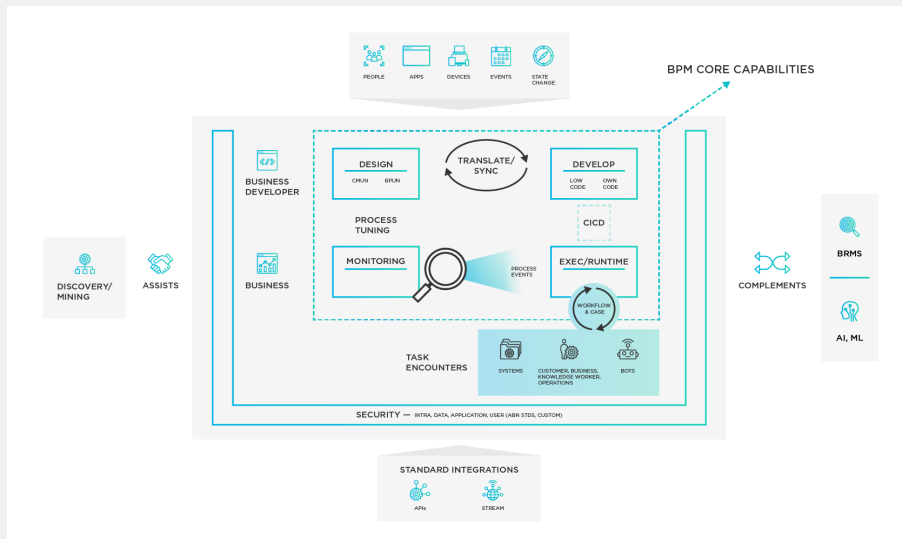 PEOPLE
APPS
DEVICES
EVENTS
STATE
CHANGE
BPM CORE CAPABILITIES
BUSINESS
DEVELOPER
DESIGN
CMUN
BPUN
TRANSLATE/
SYNC
DEVELOP
LOW
CODE
OWN
CODE
PROCESS
TUNING
CICD
BUSINESS
MONITORING
PROCESS
EVENTS
EXEC/RUNTIME
WORKFLOW
& CASE
DISCOVERY/
MINING
ASSISTS
COMPLEMENTS
BRMS
AI, ML
TASK
ENCOUNTERS
SYSTEMS
CUSTOMER, BUSINESS,
KNOWLEDGE WORKER,
OPERATIONS
BOTS
SECURITY — INTRA, DATA, APPLICATION, USER (ABN STDS, CUSTOM)
STANDARD INTEGRATIONS
APIs
STREAM